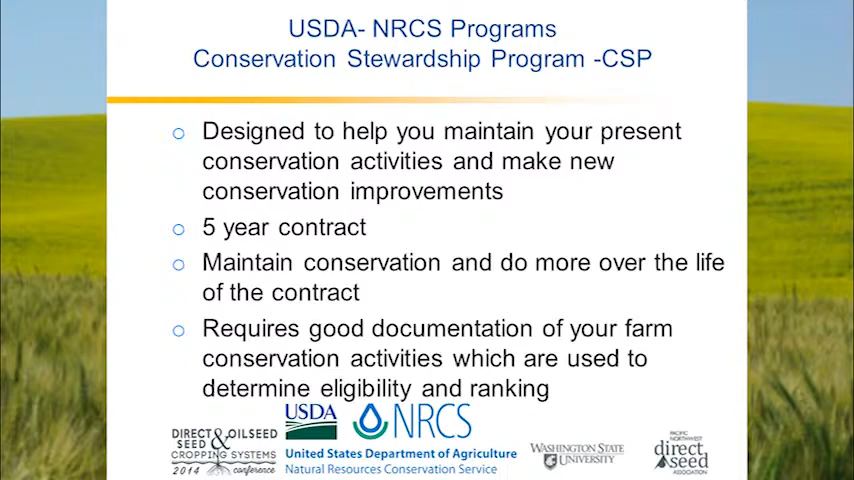 USDA- NRCS Programs
Conservation Stewardship Program -CSP
Designed to help you maintain your present
conservation activities and make new
conservation improvements
5 year contract
Maintain conservation and do more over the life
of the contract
Requires good documentation of your farm
conservation activities which are used to
determine eligibility and ranking
USDA
NRCS
United States Department of Agriculture
Natural Resources Conservation Service
DIRECT & OILSEED
SEED
CROPPING SYSTEMS
2014 conference
WASHINGTON STATE
UNIVERSITY
PACIFIC
NORTHWEST
direct
seed
ASSOCIATION